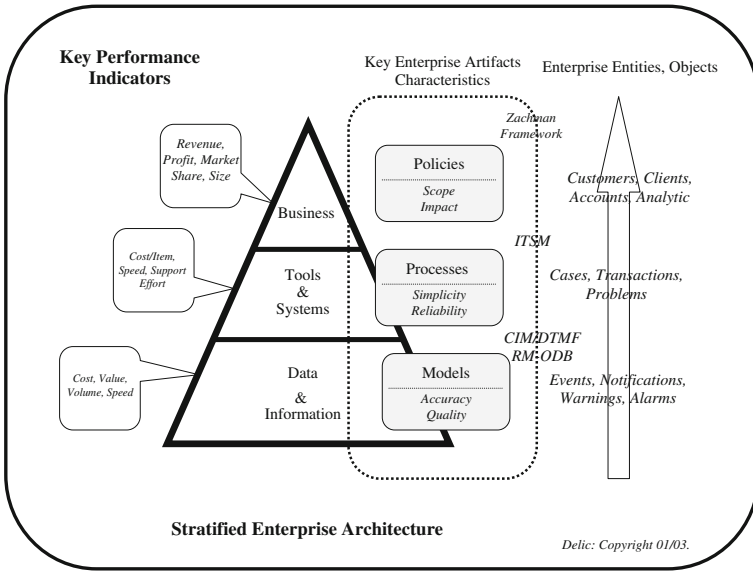 Key Performance
Indicators
Key Enterprise Artifacts
Characteristics
Enterprise Entities, Objects
Zachman
Framework
Revenue,
Profit, Market
Share, Size
Policies
Scope
Impact
Customers, Clients,
Accounts, Analytic
Business
ITSM
Cost/Item,
Speed, Support
Effort
Tools
&
Systems
Processes
Simplicity
Reliability
Cases, Transactions,
Problems
CIM/DTMF
RM-ODB
Cost, Value,
Volume, Speed
Data
&
Information
Models
Accuracy
Quality
Events, Notifications,
Warnings, Alarms
Stratified Enterprise Architecture
Delic: Copyright 01/03.